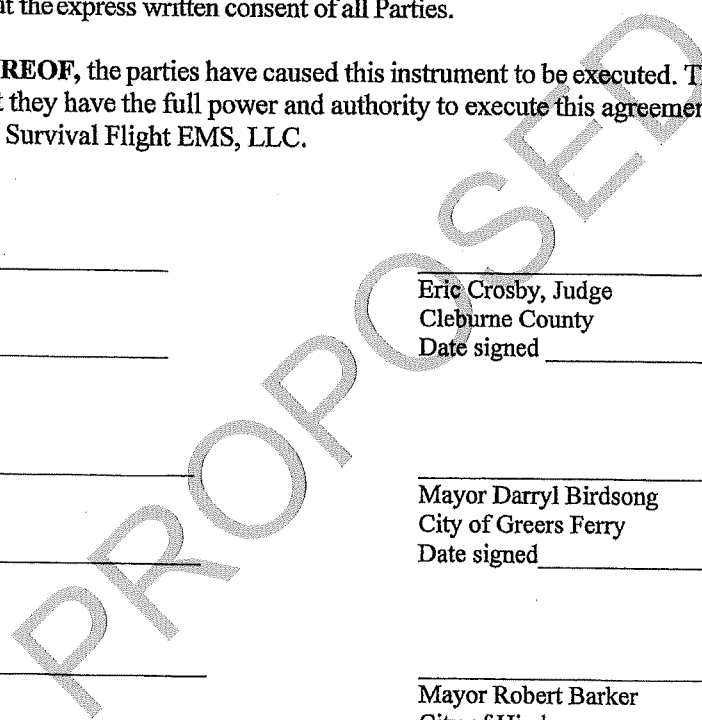 the express written consent of all Parties.
REOF, the parties have caused this instrument to be executed.
they have the full power and authority to execute this
Survival Flight EMS, LLC.
Eric Crosby, Judge
Cleburne County
Date signed
Mayor Darryl Birdsong
City of Greers Ferry
Date signed
Mayor Robert Barker
City of
PROPOSED